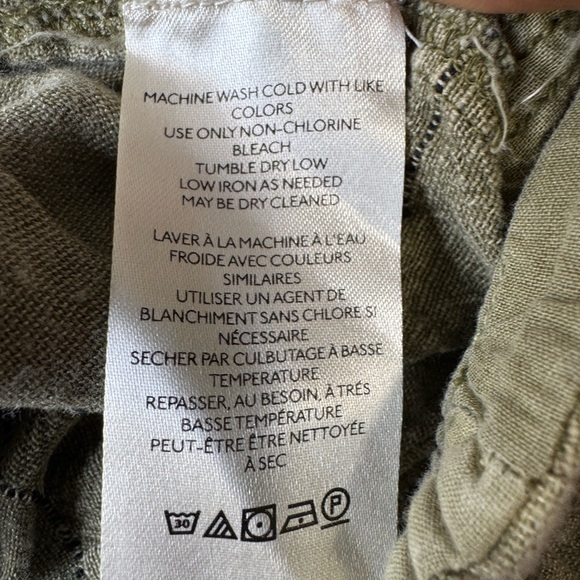 MACHINE WASH COLD WITH LIKE
COLORS
USE ONLY NON-CHLORINE
BLEACH
TUMBLE DRY LOW
LOW IRON AS NEEDED
MAY BE DRY CLEANED
LAVER À LA MACHINE À L'EAU
FROIDE AVEC COULEURS
SIMILAIRES
UTILISER UN AGENT DE
BLANCHIMENT SANS CHLORE SI
NÉCESSAIRE
SECHER PAR CULBUTAGE À BASSE
TEMPERATURE
REPASSER, AU BESOIN, À TRÉS
BASSE TEMPÉRATURE
PEUT-ÊTRE ÊTRE NETTOYÉE
À SEC
30 P